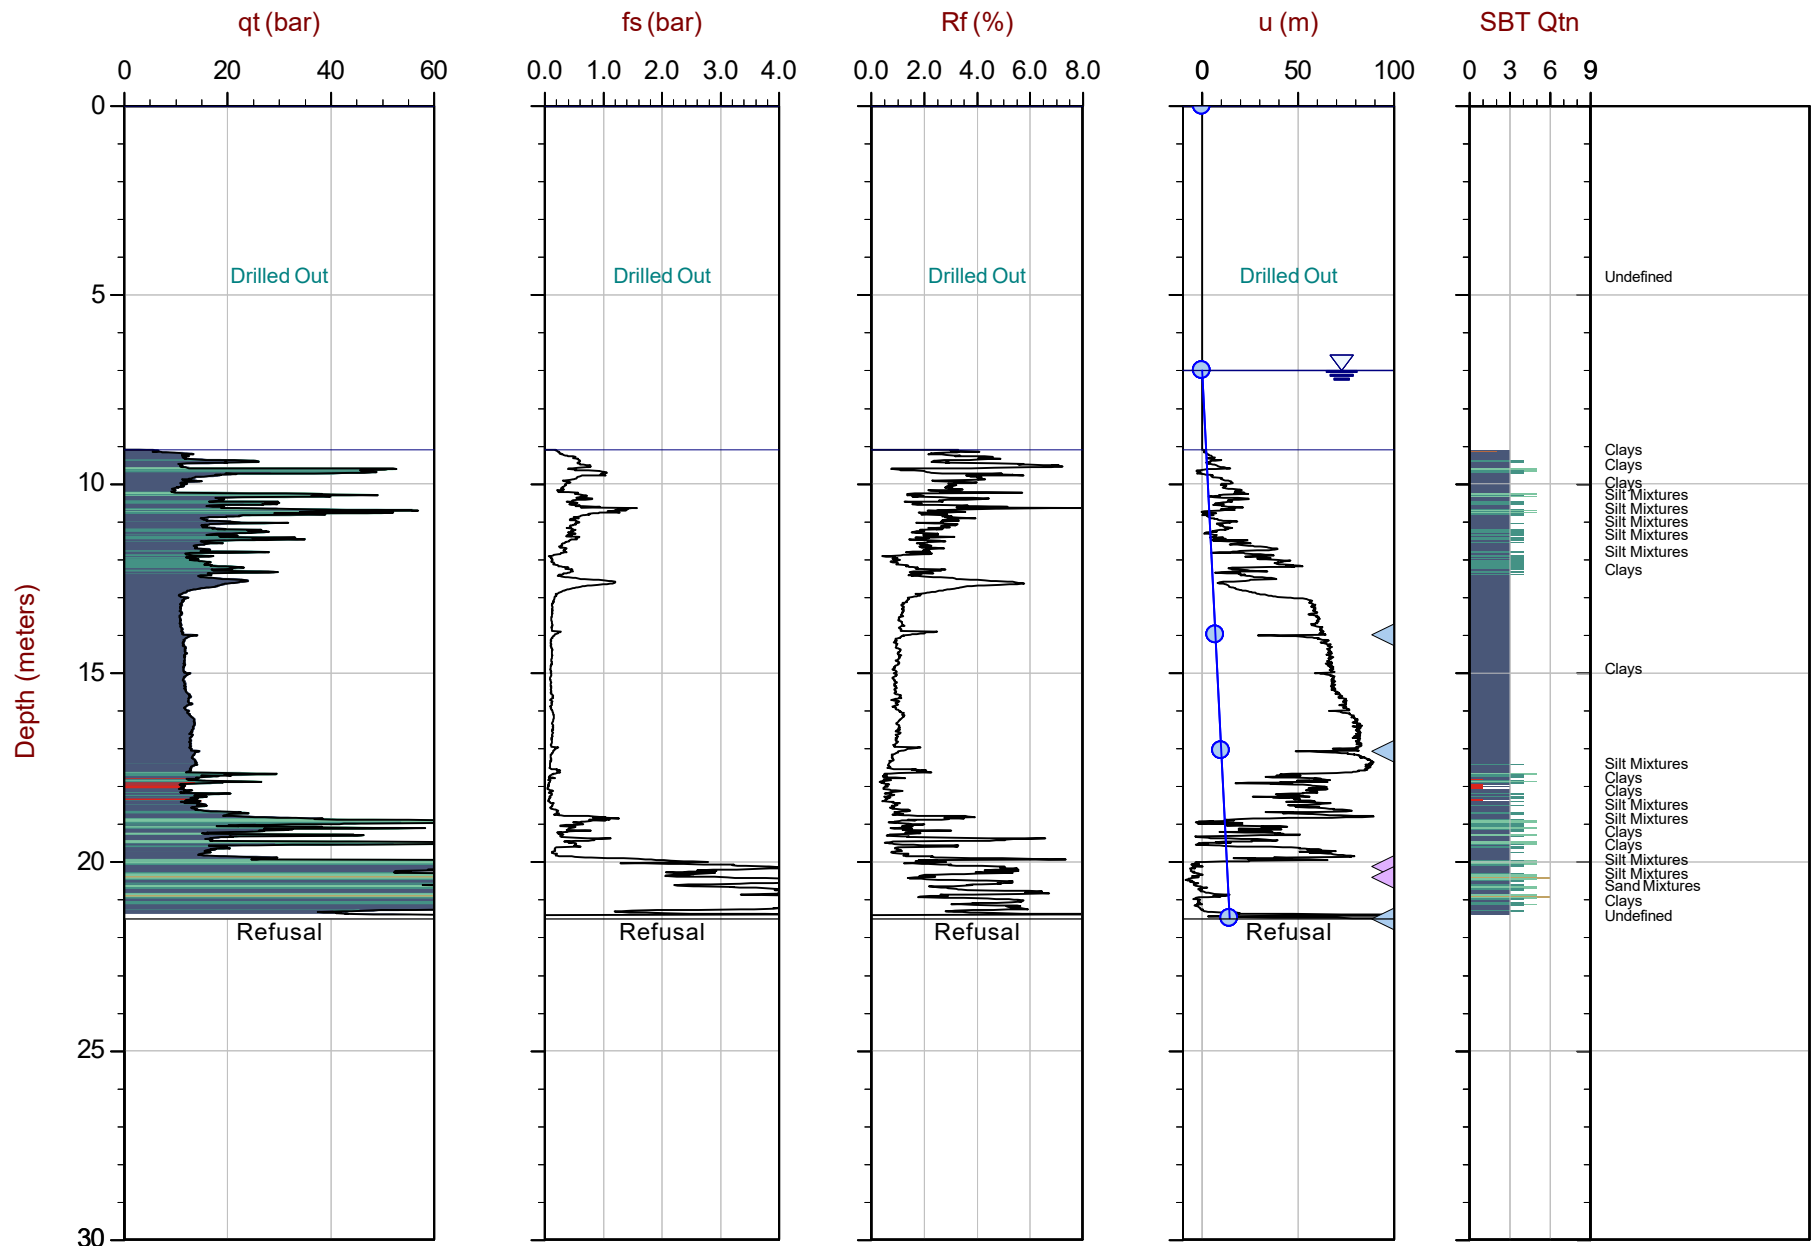 qt (bar) fs (bar) Rf (%) u (m) SBT Qtn
0 20 40 60 0.0 1.0 2.0 3.0 4.0 0.0 2.0 4.0 6.0 8.0 0 50 100 0 3 6 9
0
Drilled Out Drilled Out Drilled Out Drilled Out Undefined
5
Clays
Clays
Clays
10
Silt Mixtures
Silt Mixtures
Silt Mixtures
Silt Mixtures
Silt Mixtures
Clays
Depth (meters)
Clays
15
Silt Mixtures
Clays
Clays
Silt Mixtures
Silt Mixtures
Clays
Clays
Silt Mixtures
20
Silt Mixtures
Sand Mixtures
Clays
Undefined
Refusal Refusal Refusal Refusal
25
30